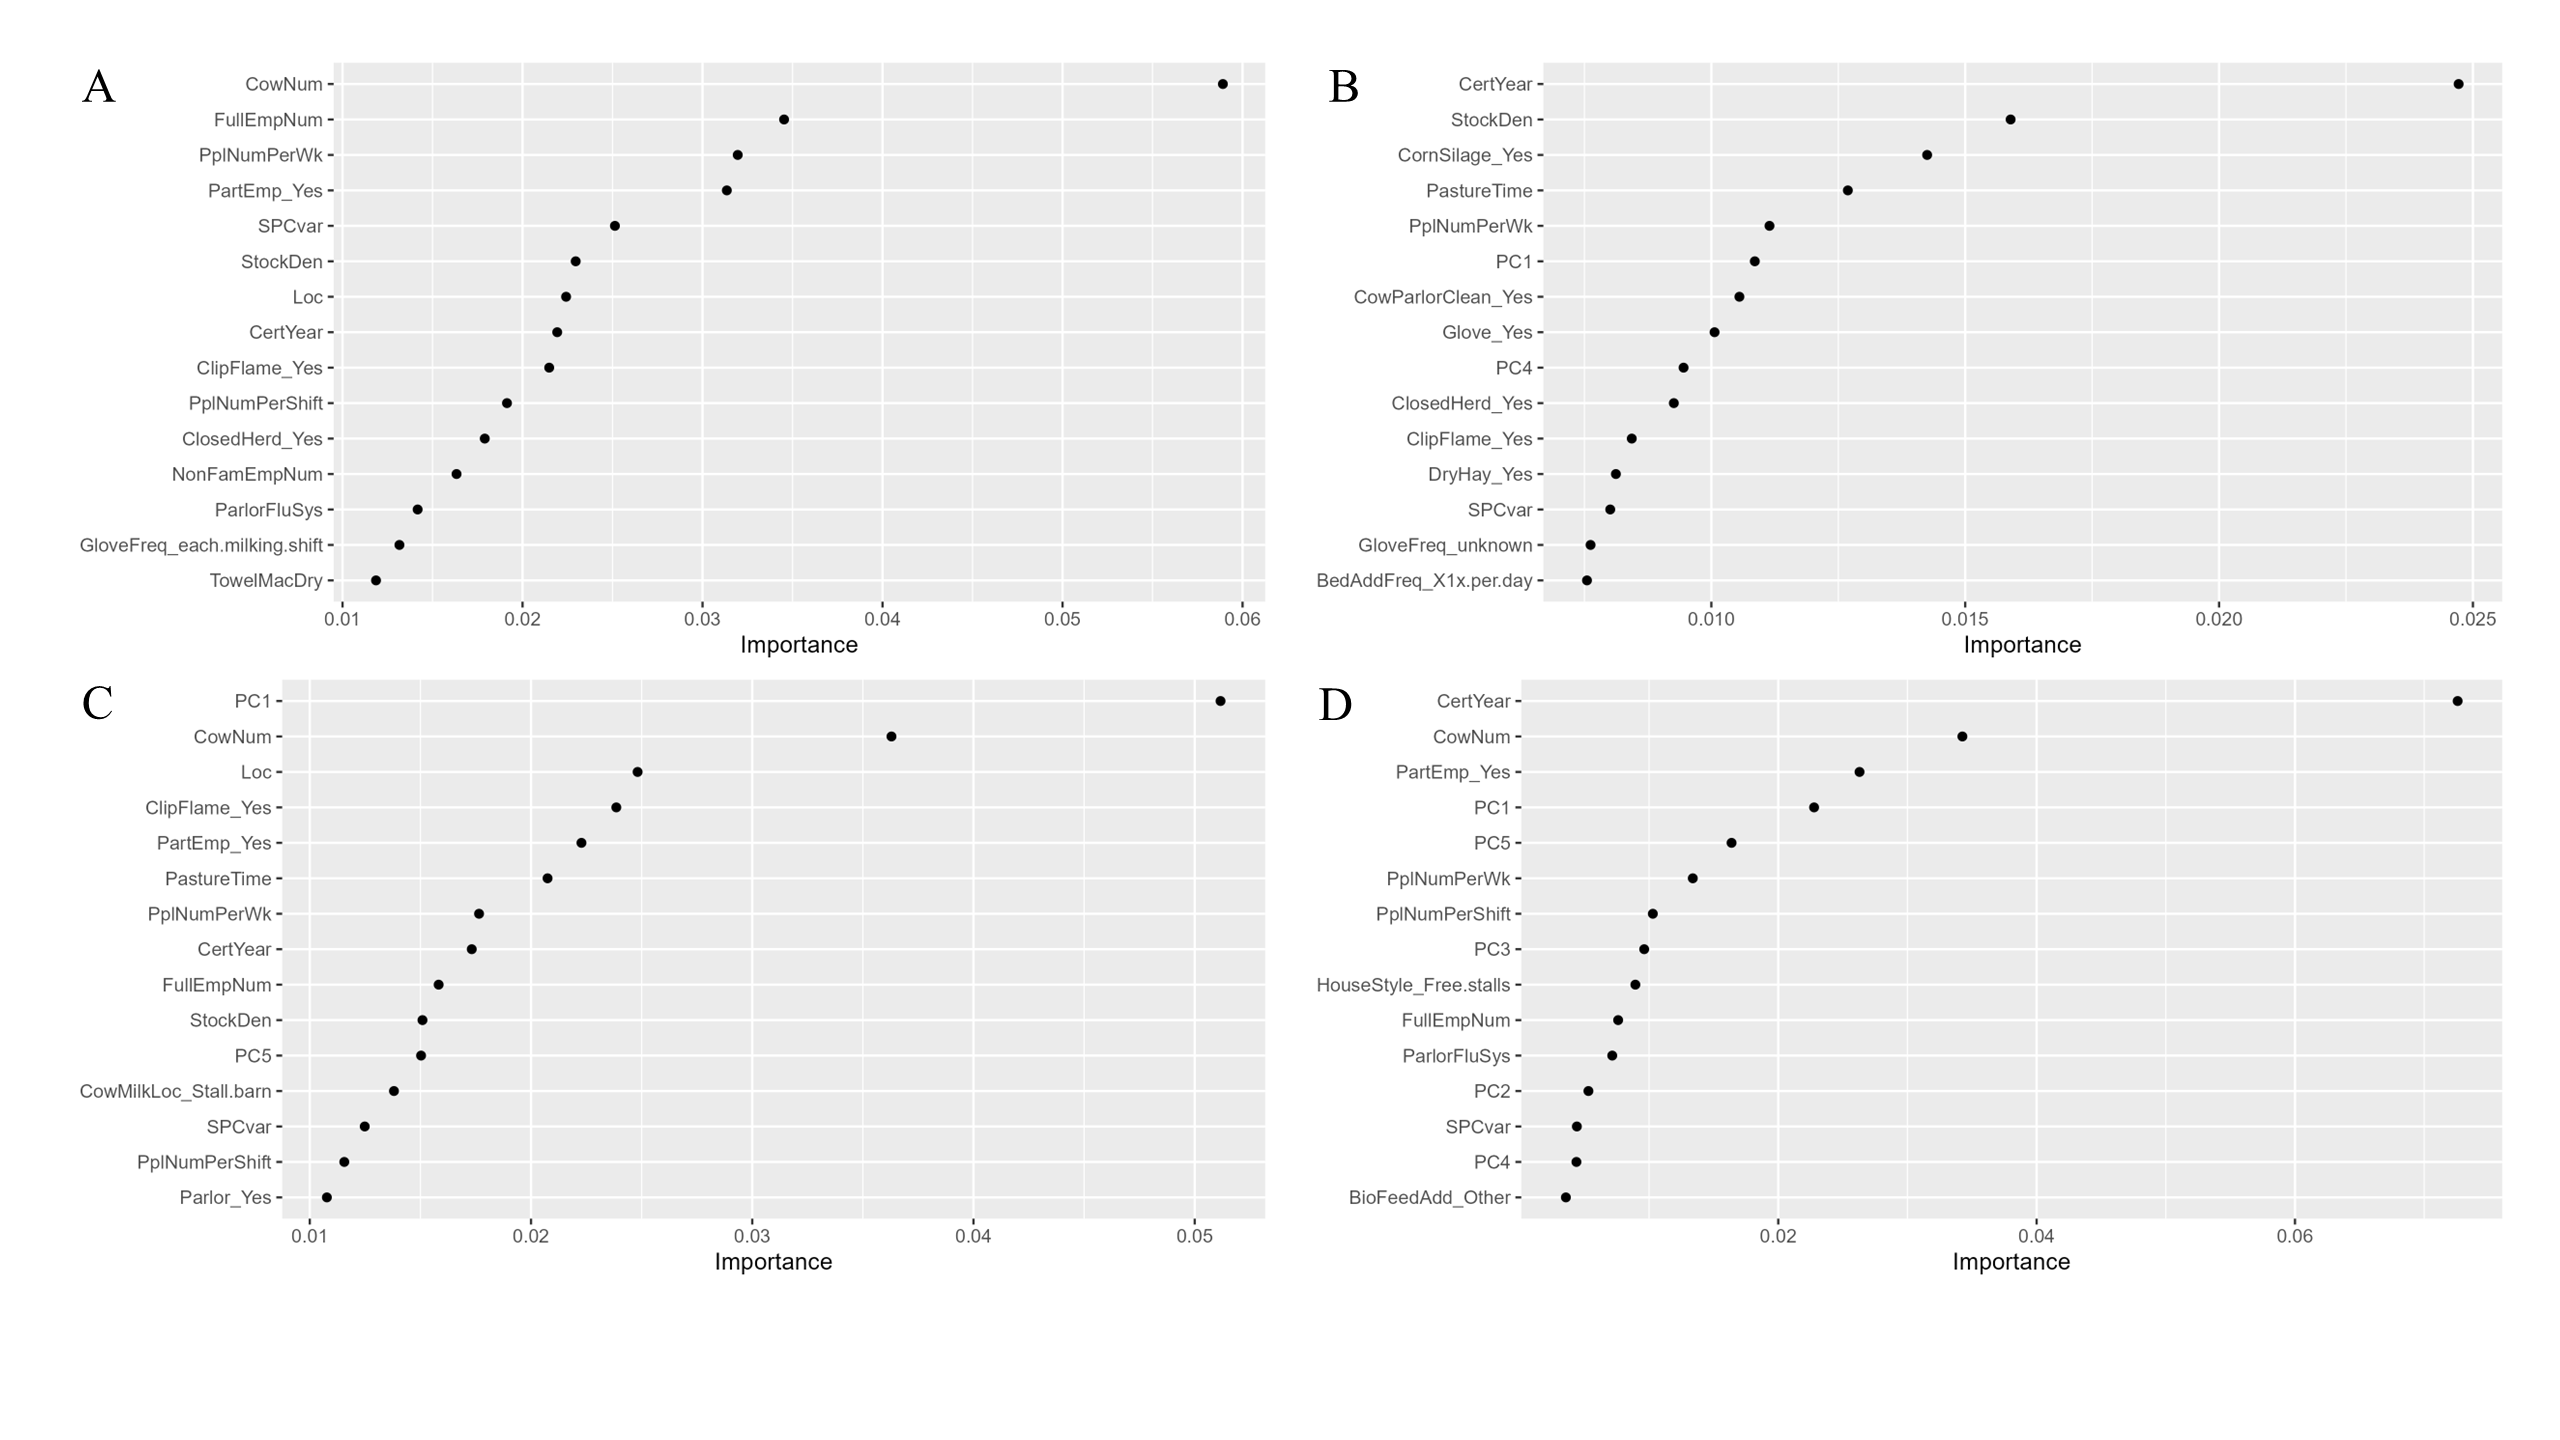 A
CowNum
FullEmpNum
PplNumPerWk
PartEmp_Yes
SPCvar
StockDen
Loc
CertYear
ClipFlame_Yes
PplNumPerShift
ClosedHerd_Yes
NonFamEmpNum
ParlorFluSys
GloveFreq_each.milking.shift
TowelMacDry
0.01 0.02 0.03 0.04 0.05 0.06
Importance
B
CertYear
StockDen
CornSilage_Yes
PastureTime
PplNumPerWk
PC1
CowParlorClean_Yes
Glove_Yes
PC4
ClosedHerd_Yes
ClipFlame_Yes
DryHay_Yes
SPCvar
GloveFreq_unknown
BedAddFreq_X1x.per.day
0.010 0.015 0.020 0.025
Importance
C
PC1
CowNum
Loc
ClipFlame_Yes
PartEmp_Yes
PastureTime
PplNumPerWk
CertYear
FullEmpNum
StockDen
PC5
CowMilkLoc_Stall.barn
SPCvar
PplNumPerShift
Parlor_Yes
0.01 0.02 0.03 0.04 0.05
Importance
D
CertYear
CowNum
PartEmp_Yes
PC1
PC5
PplNumPerWk
PplNumPerShift
PC3
HouseStyle_Free.stalls
FullEmpNum
ParlorFluSys
PC2
SPCvar
PC4
BioFeedAdd_Other
0.02 0.04 0.06
Importance